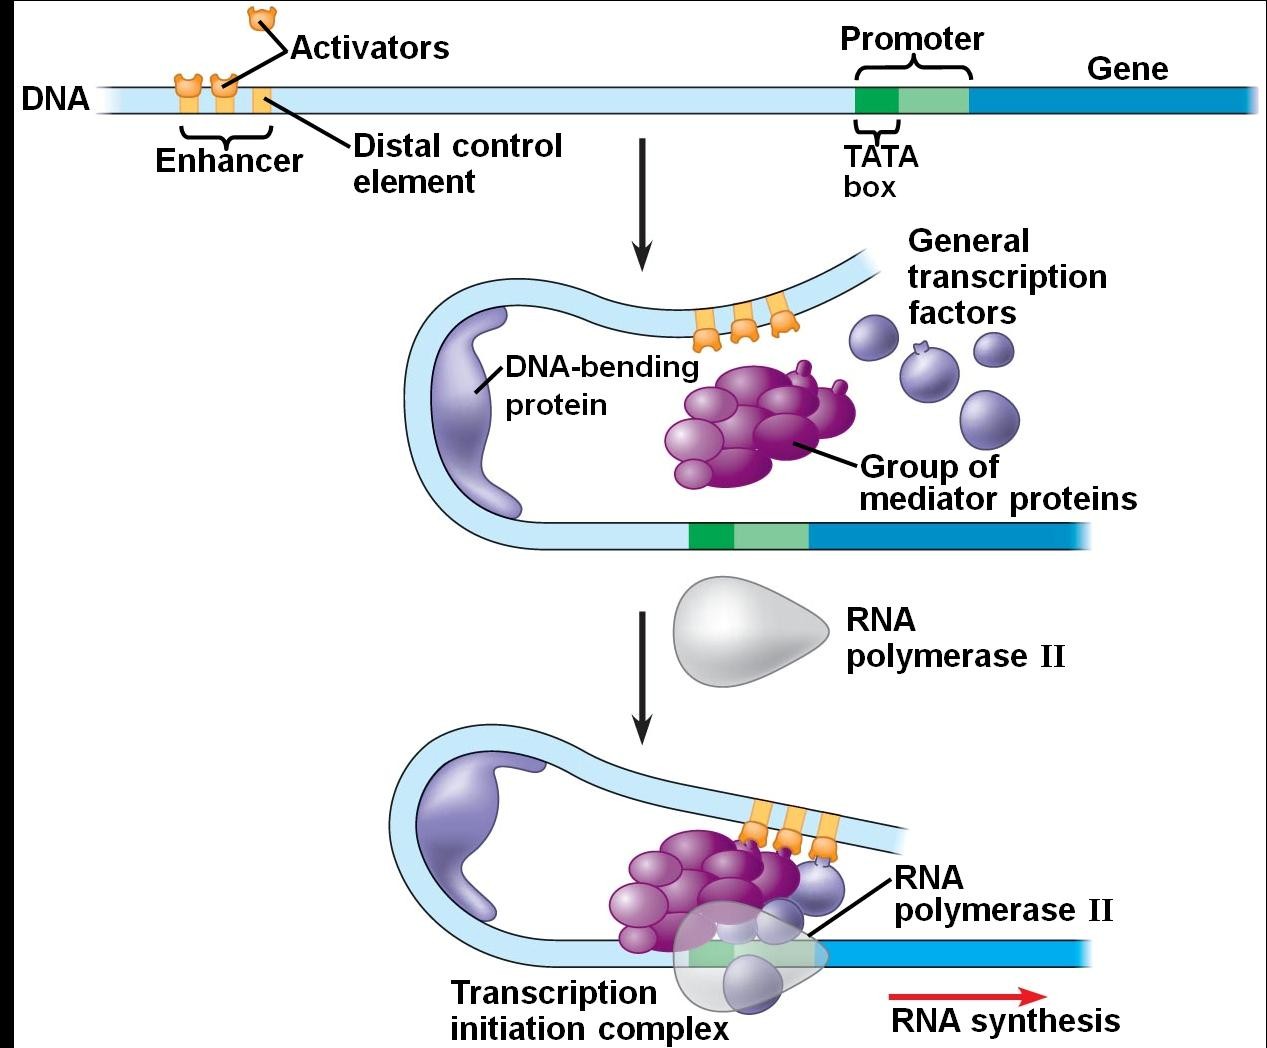 Activators
Promoter
Gene
DNA
Enhancer
Distal control
element
TATA
box
General
transcription
factors
DNA-bending
protein
Group of
mediator proteins
RNA
polymerase II
RNA
polymerase II
Transcription
initiation complex
RNA synthesis